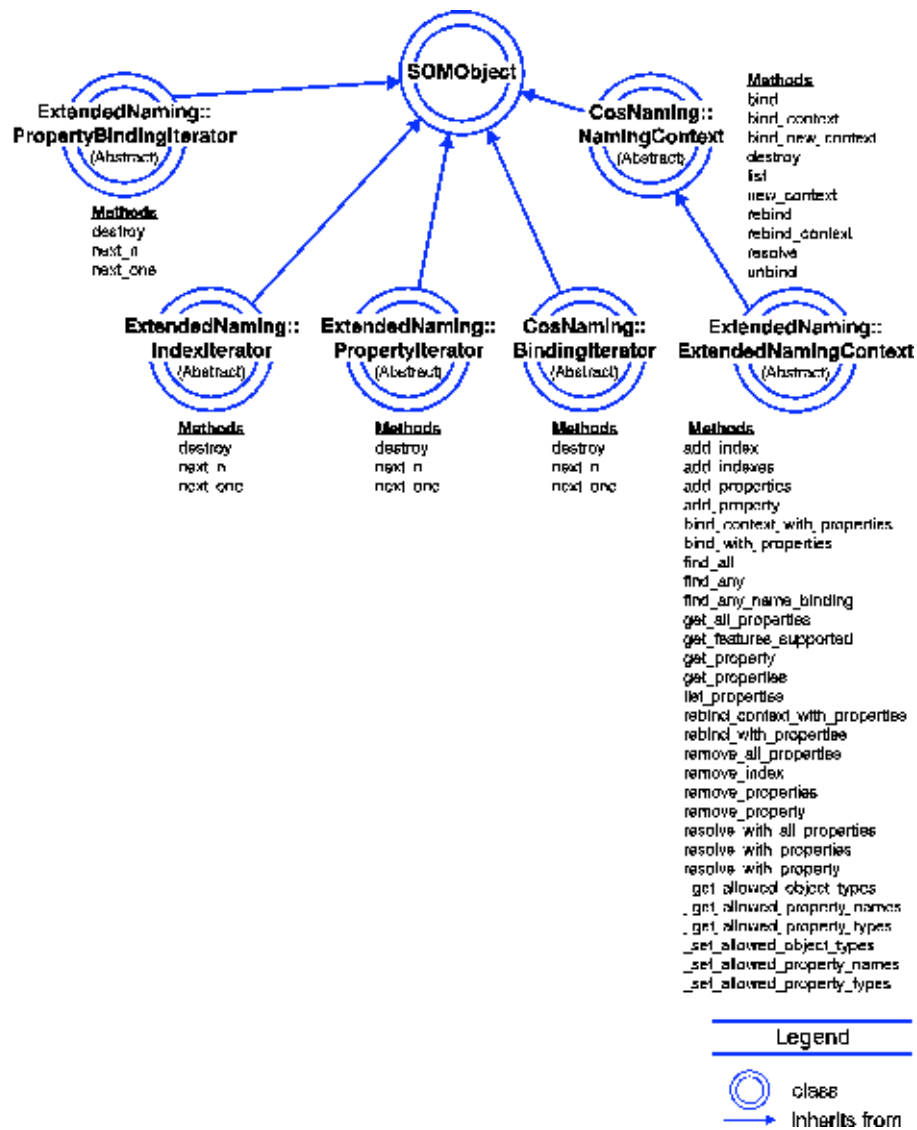 SOMObject
ExtendedNaming::
PropertyBindingIterator
(Abstract)
Methods
destroy
next_n
next_one
CosNaming::
NamingContext
(Abstract)
Methods
bind
bind_context
bind_new_context
destroy
list
new_context
rebind
rebind_context
resolve
unbind
ExtendedNaming::
IndexIterator
(Abstract)
Methods
destroy
next_n
next_one
ExtendedNaming::
PropertyIterator
(Abstract)
Methods
destroy
next_n
next_one
CosNaming::
BindingIterator
(Abstract)
Methods
destroy
next_n
next_one
ExtendedNaming::
ExtendedNamingContext
(Abstract)
Methods
add_index
add_indexes
add_properties
add_property
bind_context_with_properties
bind_with_properties
find_all
find_any
find_any_name_binding
get_all_properties
get_features_supported
get_property
get_properties
list_properties
rebind_context_with_properties
rebind_with_properties
remove_all_properties
remove_index
remove_properties
remove_property
resolve_with_all_properties
resolve_with_properties
resolve_with_property
_get_allowed_object_types
_get_allowed_property_names
_get_allowed_property_types
_set_allowed_object_types
_set_allowed_property_names
_set_allowed_property_types
Legend
class
Inherits from